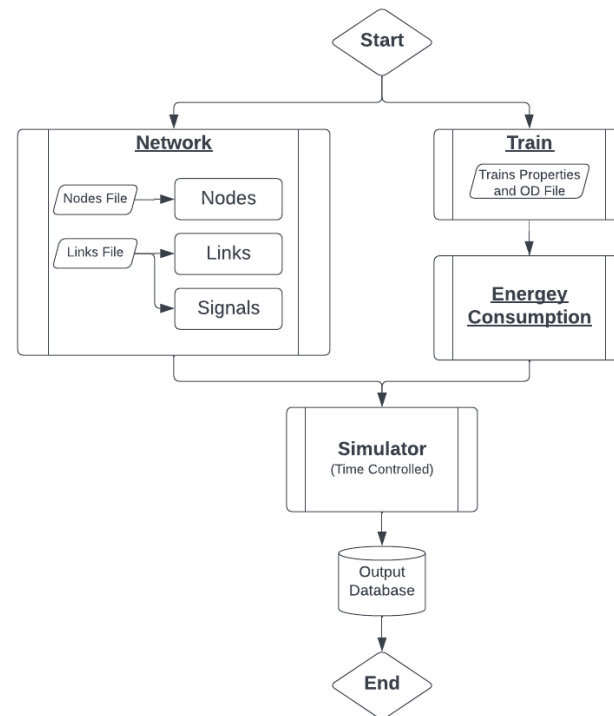 Start
Network
Nodes File
Nodes
Links File
Links
Signals
Train
Trains Properties
and OD File
Energey
Consumption
Simulator
(Time Controlled)
Output
Database
End